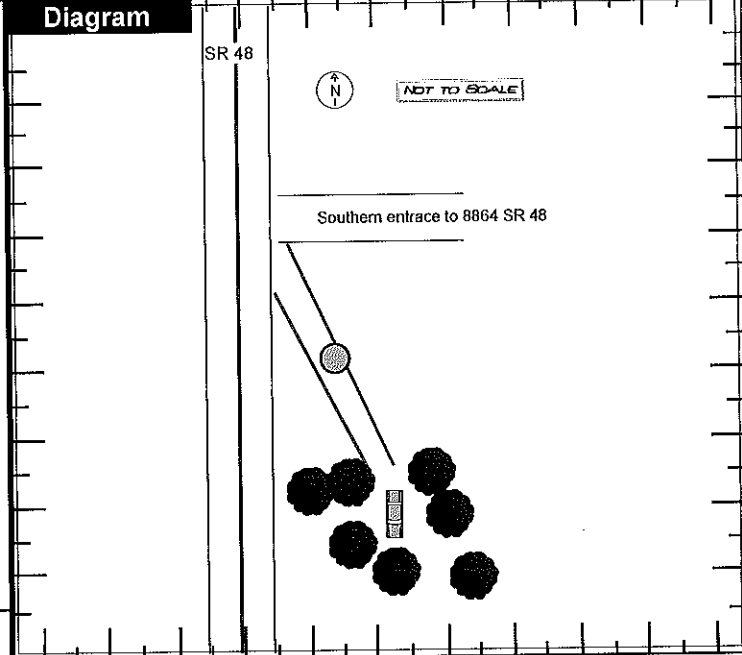 Diagram
SR 48
N
NOT TO SCALE
Southern entrace to 8864 SR 48